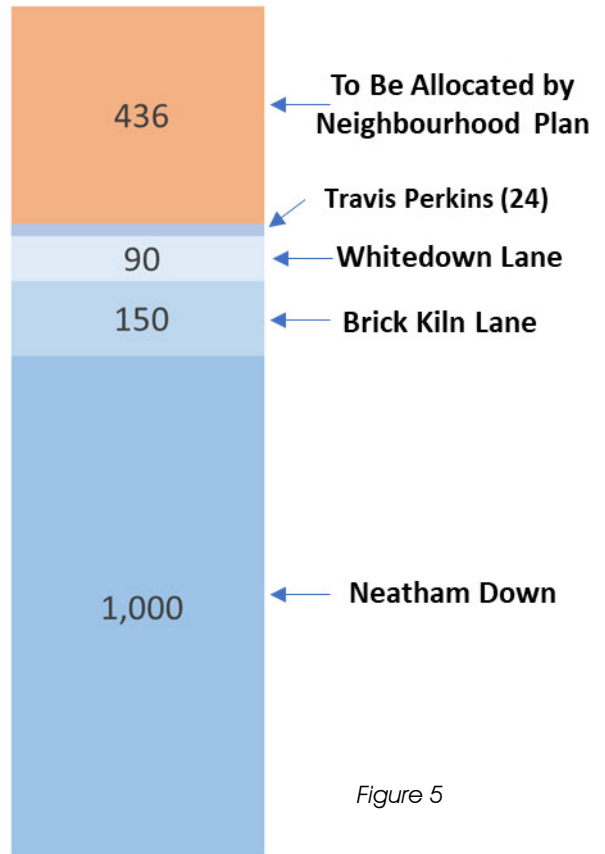 436
To Be Allocated by
Neighbourhood Plan
Travis Perkins (24)
90
Whitedown Lane
150
Brick Kiln Lane
1,000
Neatham Down
Figure 5